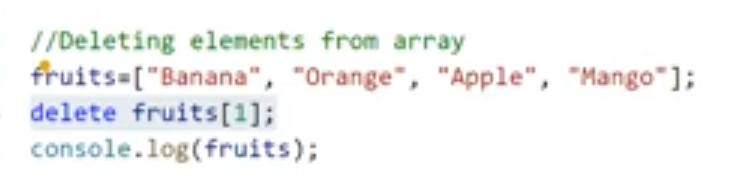 //Deleting elements from array
fruits=["Banana", "Orange", "Apple", "Mango"];
delete fruits[1];
console.log(fruits);